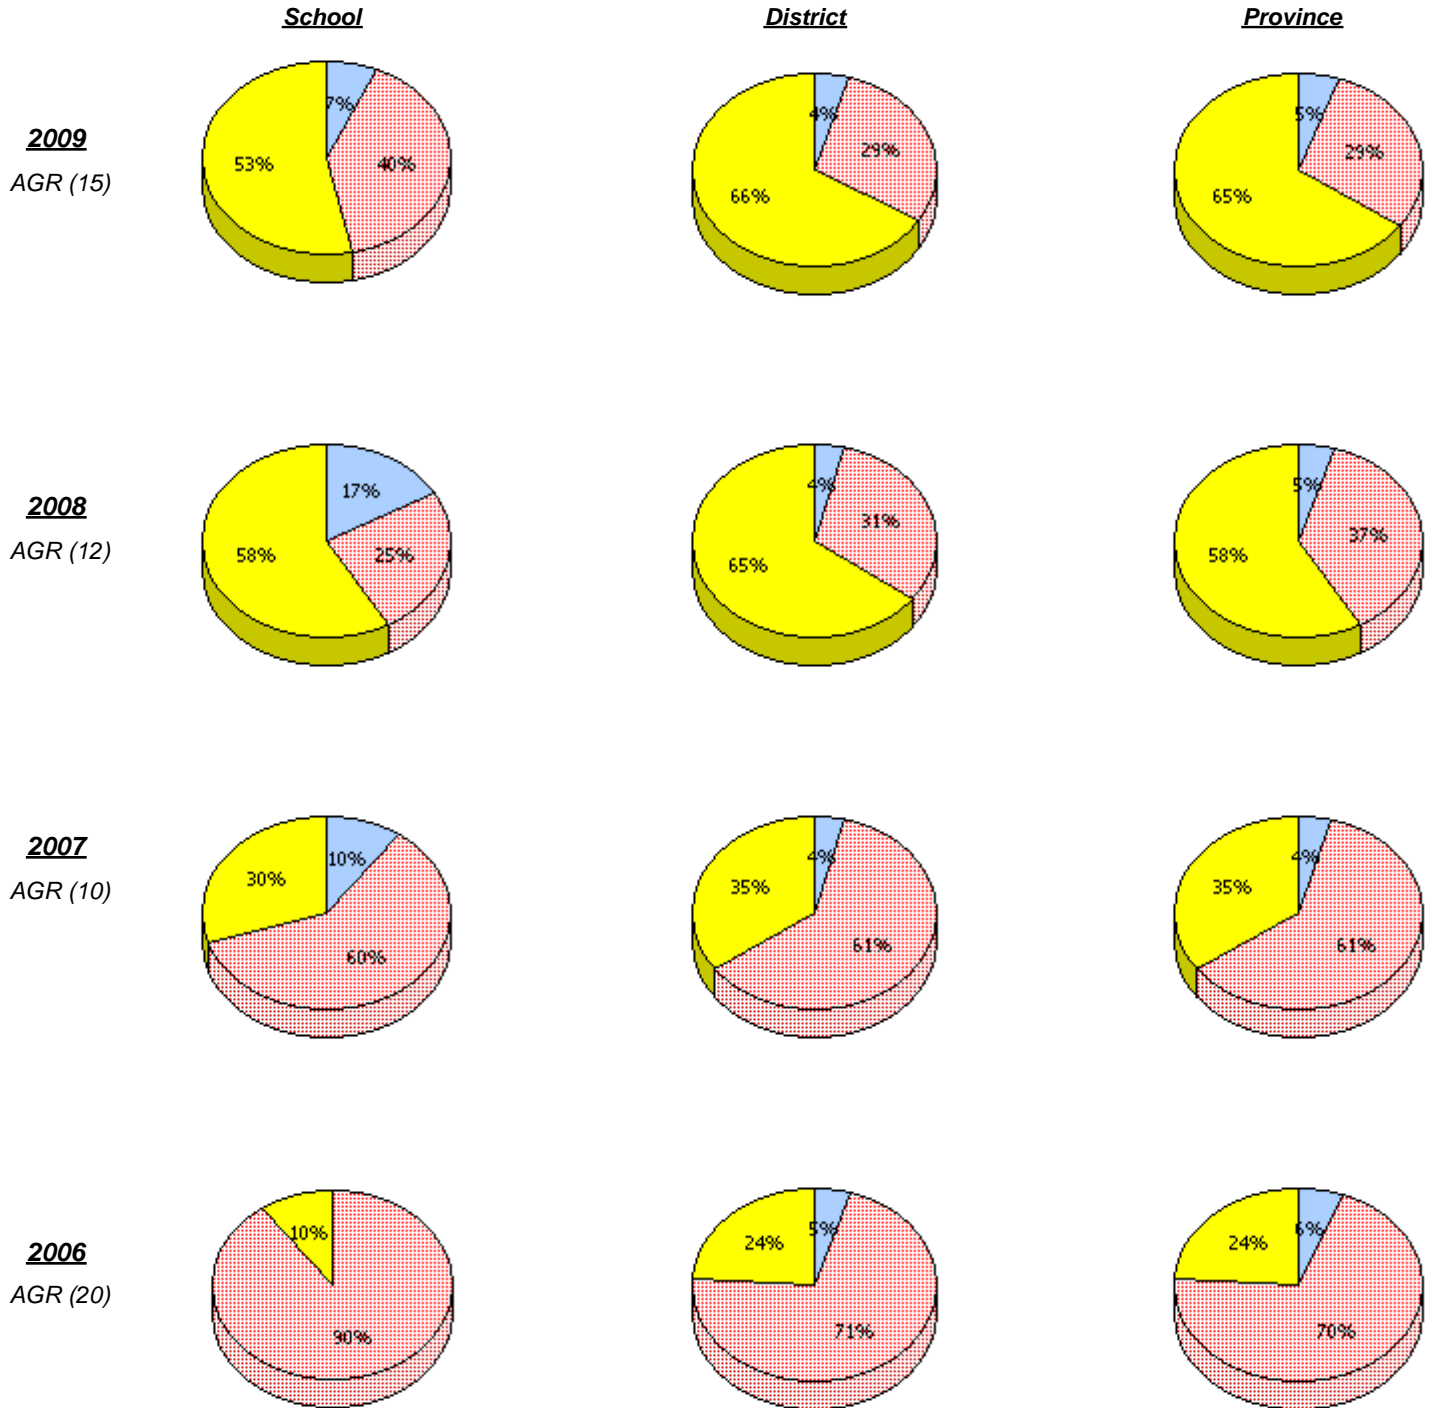 School District Province
2009
AGR (15)
7% 40% 53%
4% 29% 66%
5% 29% 65%
2008
AGR (12)
17% 25% 58%
4% 31% 65%
5% 37% 58%
2007
AGR (10)
10% 60% 30%
4% 61% 35%
4% 61% 35%
2006
AGR (20)
10% 90%
5% 71% 24%
6% 70% 24%